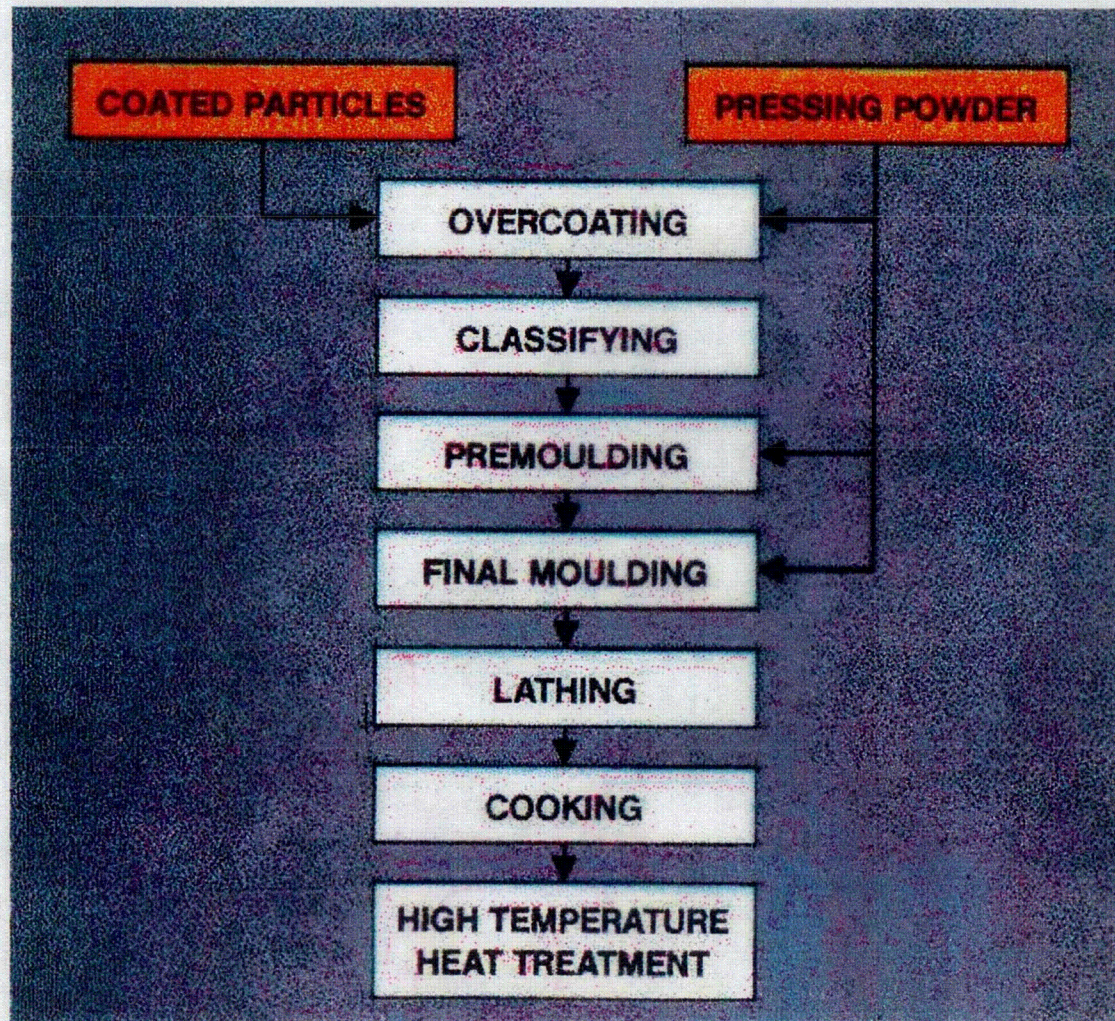 COATED PARTICLES
PRESSING POWDER
OVERCOATING
CLASSIFYING
PREMOULDING
FINAL MOULDING
LATHING
COOKING
HIGH TEMPERATURE
HEAT TREATMENT